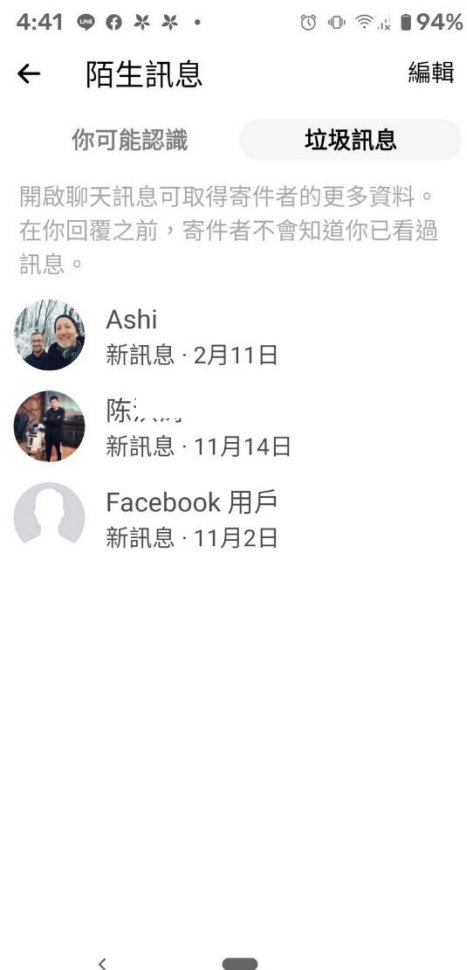 4:41
94%
陌生訊息
編輯
你可能認識
垃圾訊息
開啟聊天訊息可取得寄件者的更多資料。
在你回覆之前，寄件者不會知道你已看過
訊息。
Ashi
新訊息 · 2月11日
陈
新訊息 · 11月14日
Facebook 用戶
新訊息 · 11月2日